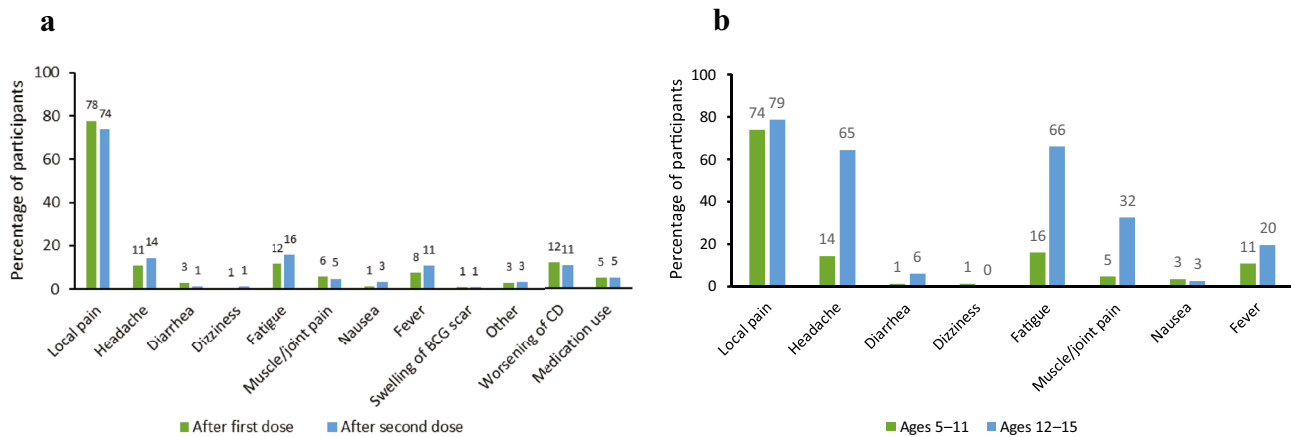 a
Percentage of participants
100
80
60
40
20
0
78 74
11 14
3 1
1 1
12 16
6 5
1 3
8 11
1 1
3 3
12 11
5 5
Local pain
Headache
Diarrhea
Dizziness
Fatigue
Muscle/joint pain
Nausea
Fever
Swelling of BCG scar
Other
Worsening of CD
Medication use
After first dose After second dose
b
Percentage of participants
100
80
60
40
20
0
74 79
14 65
1 6
1 0
16 66
5 32
3 3
11 20
Local pain
Headache
Diarrhea
Dizziness
Fatigue
Muscle/joint pain
Nausea
Fever
Ages 5–11 Ages 12–15